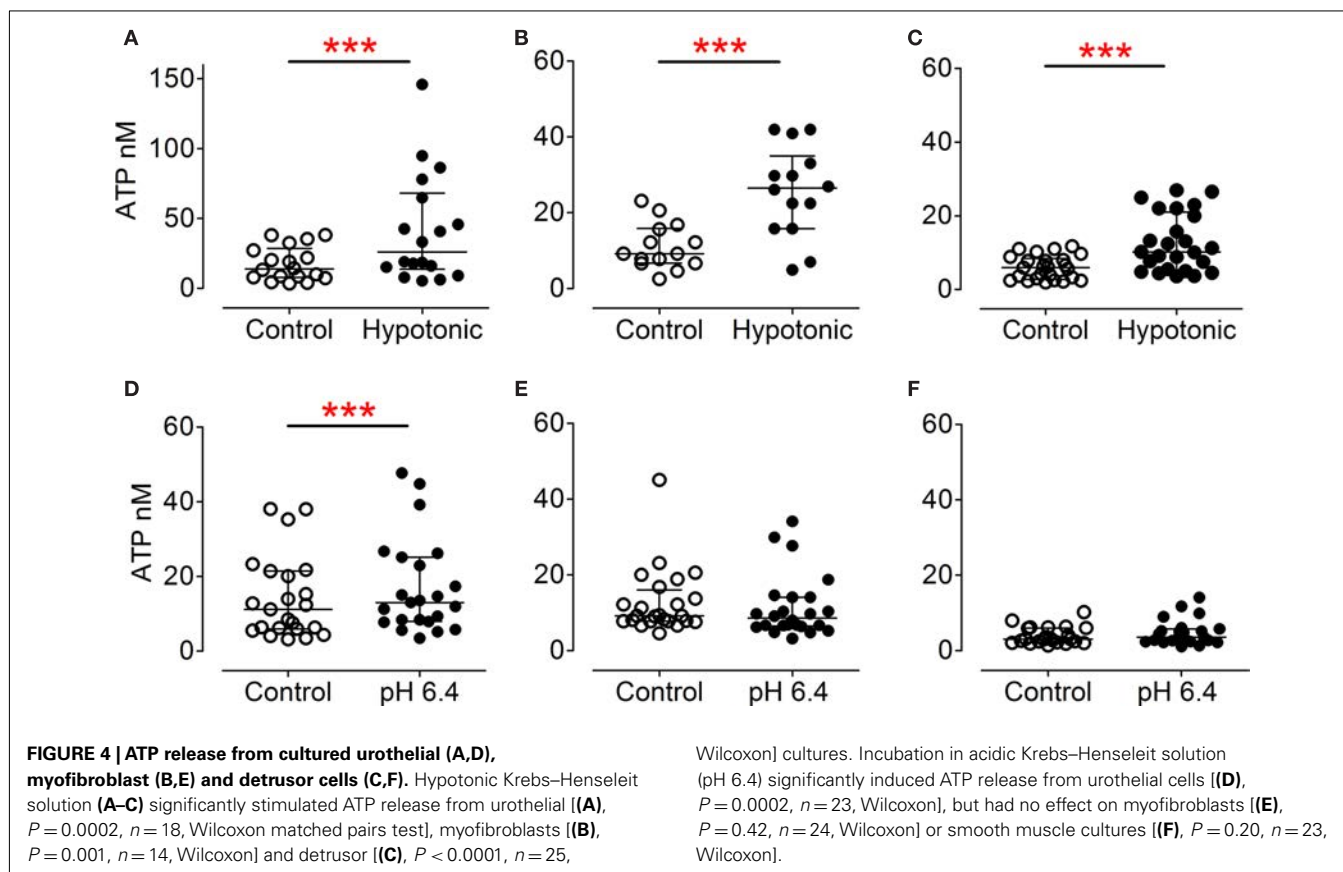 A
***
150
100
50
0
ATP nM
Control
Hypotonic
B
***
60
40
20
0
Control
Hypotonic
C
***
60
40
20
0
Control
Hypotonic
D
***
60
40
20
0
ATP nM
Control
pH 6.4
E
60
40
20
0
Control
pH 6.4
F
60
40
20
0
Control
pH 6.4
FIGURE 4 | ATP release from cultured urothelial (A,D),
myofibroblast (B,E) and detrusor cells (C,F). Hypotonic Krebs–Henseleit
solution (A–C) significantly stimulated ATP release from urothelial [(A),
P = 0.0002, n = 18, Wilcoxon matched pairs test], myofibroblasts [(B),
P = 0.001, n = 14, Wilcoxon] and detrusor [(C), P < 0.0001, n = 25,
Wilcoxon] cultures. Incubation in acidic Krebs–Henseleit solution
(pH 6.4) significantly induced ATP release from urothelial cells [(D),
P = 0.0002, n = 23, Wilcoxon], but had no effect on myofibroblasts [(E),
P = 0.42, n = 24, Wilcoxon] or smooth muscle cultures [(F), P = 0.20, n = 23,
Wilcoxon].